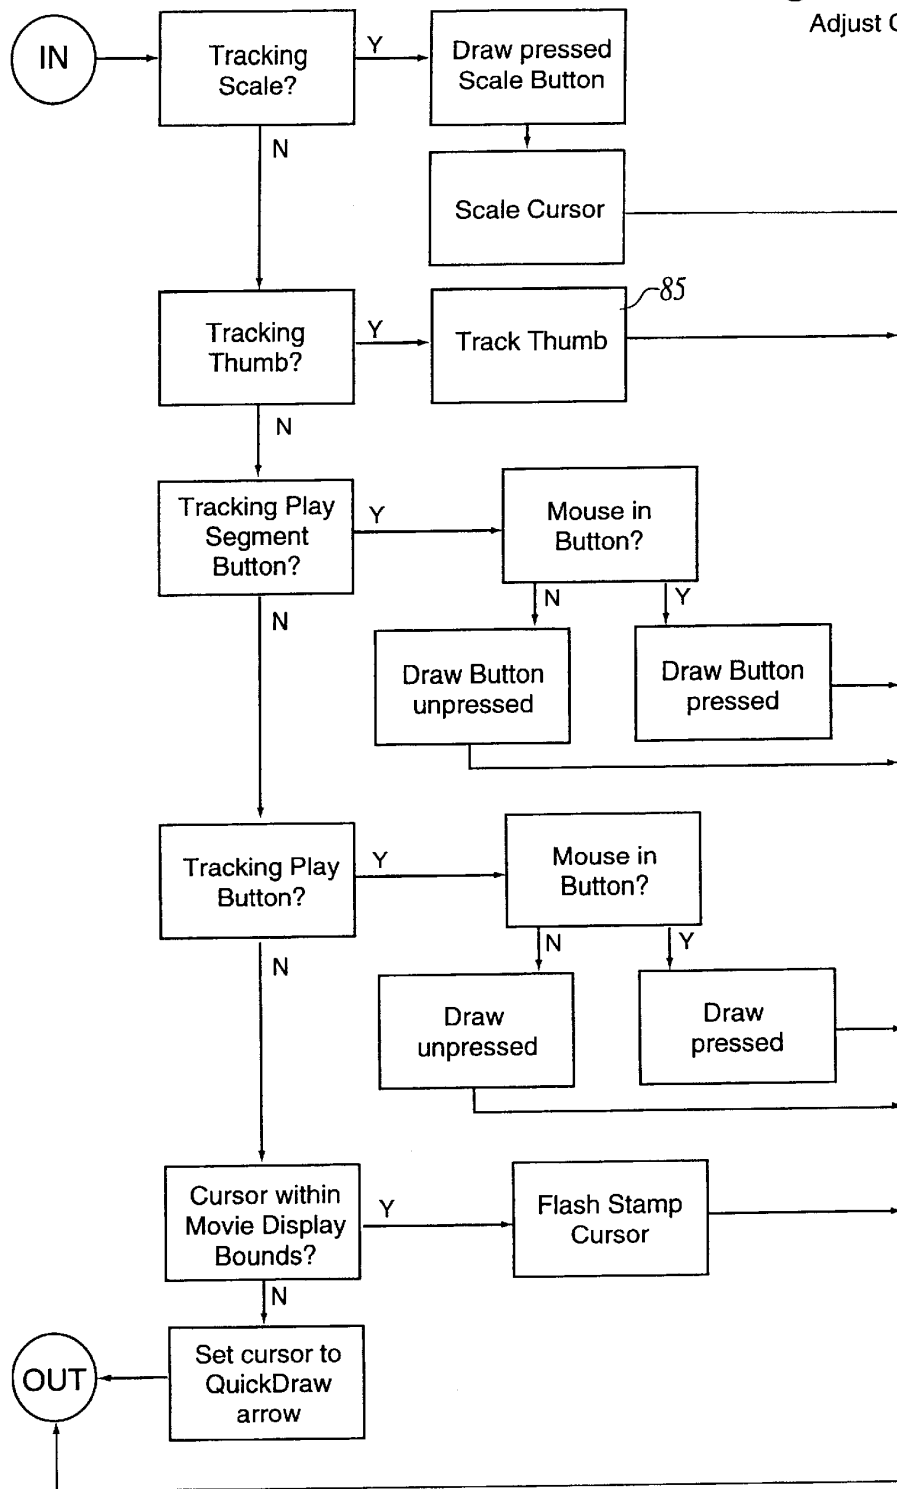 Adjust C
IN
Tracking
Scale?
Y
Draw pressed
Scale Button
N
Scale Cursor
85
Tracking
Thumb?
Y
Track Thumb
N
Tracking Play
Segment
Button?
Y
Mouse in
Button?
N
N
Y
Draw Button
unpressed
Draw Button
pressed
Tracking Play
Button?
Y
Mouse in
Button?
N
N
Y
Draw
unpressed
Draw
pressed
Cursor within
Movie Display
Bounds?
Y
Flash Stamp
Cursor
N
OUT
Set cursor to
QuickDraw
arrow